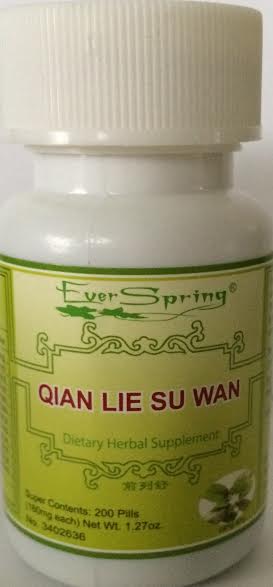 Ever Spring®
QIAN LIE SU WAN
Dietary Herbal Supplement
前列舒
Super Contents: 200 Pills
(160mg each) Net Wt. 1.27oz.
No. 3402636